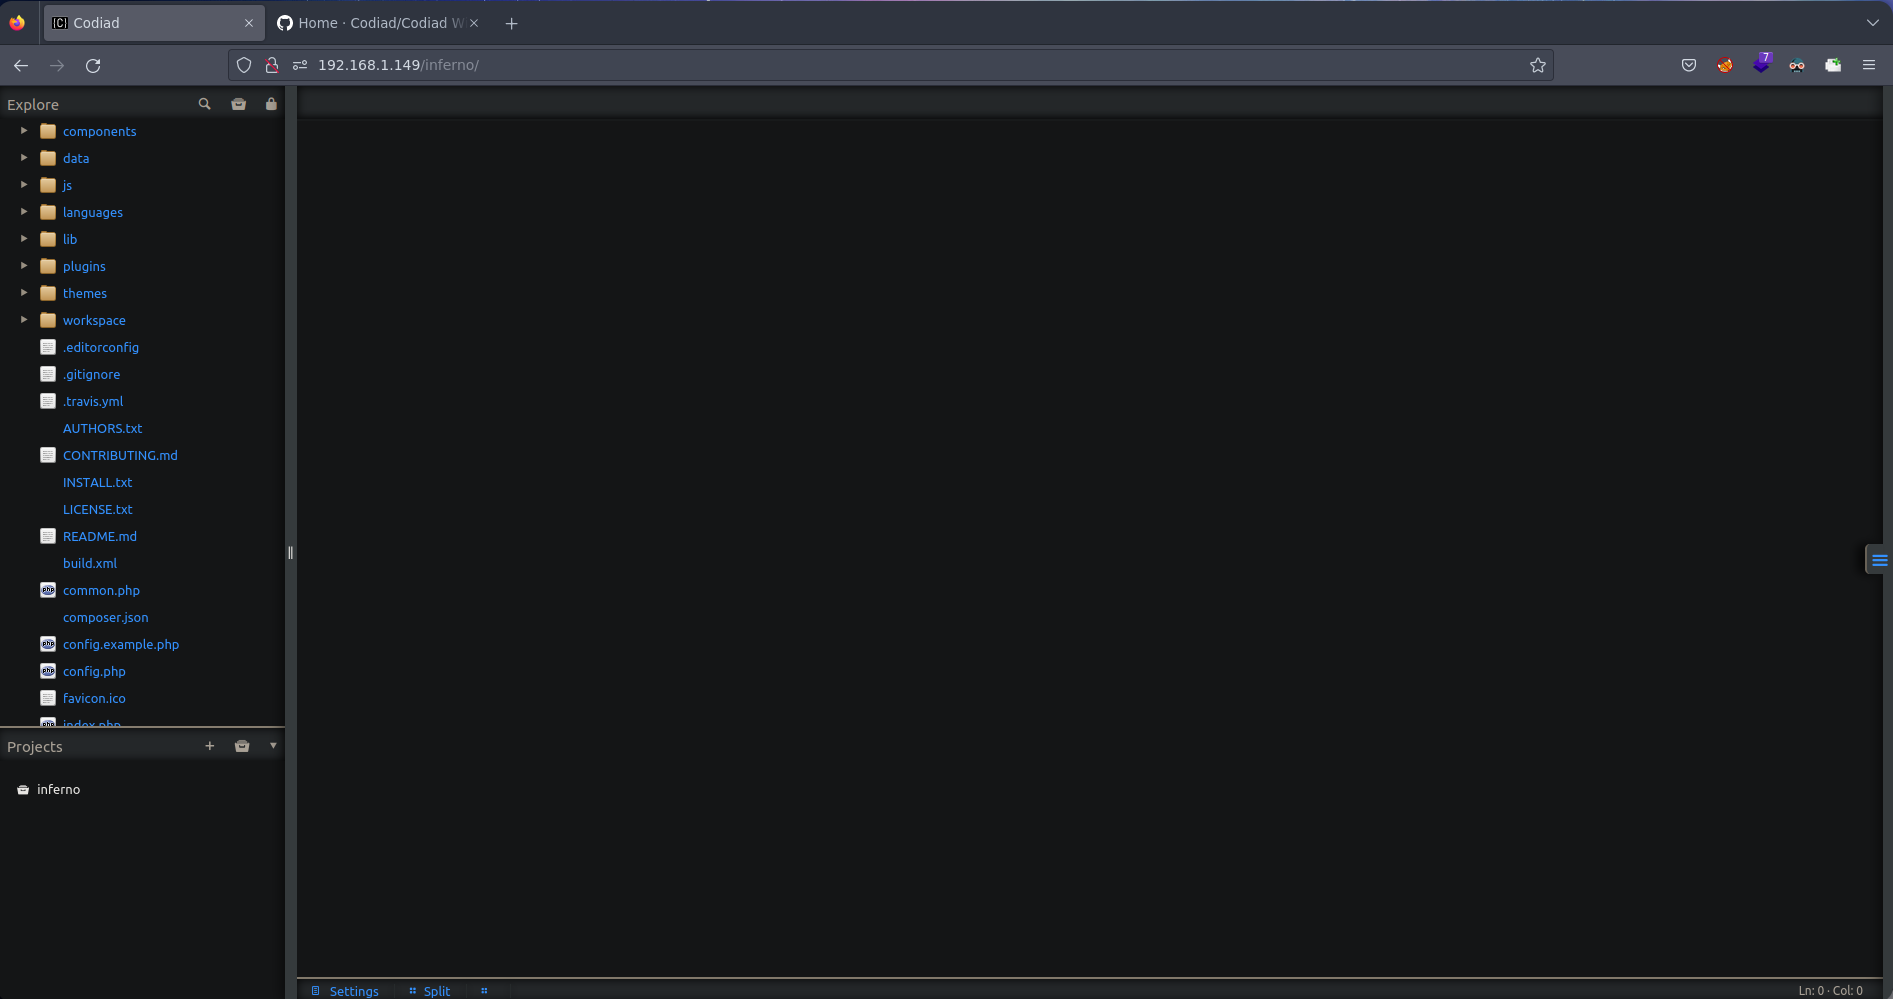 Codiad
Home · Codiad/Codiad W
7
192.168.1.149/inferno/
Explore
components
data
js
languages
lib
plugins
themes
workspace
.editorconfig
.gitignore
.travis.yml
AUTHORS.txt
CONTRIBUTING.md
INSTALL.txt
LICENSE.txt
README.md
build.xml
common.php
composer.json
config.example.php
config.php
favicon.ico
index.php
Projects
inferno
Settings
Split
Ln: 0 · Col: 0